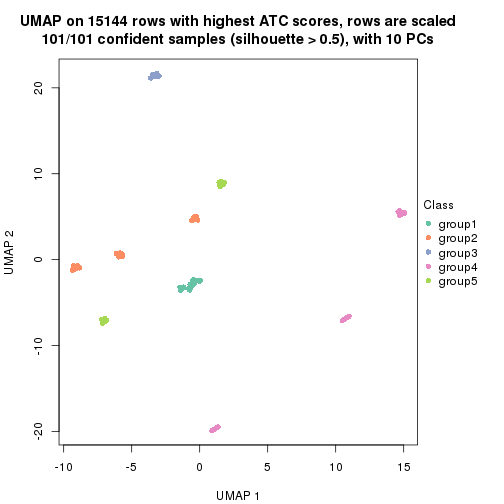 UMAP on 15144 rows with highest ATC scores, rows are scaled
101/101 confident samples (silhouette > 0.5), with 10 PCs
UMAP 2
20
10
0
-10
-20
-10
-5
0
5
10
15
UMAP 1
Class
group1
group2
group3
group4
group5